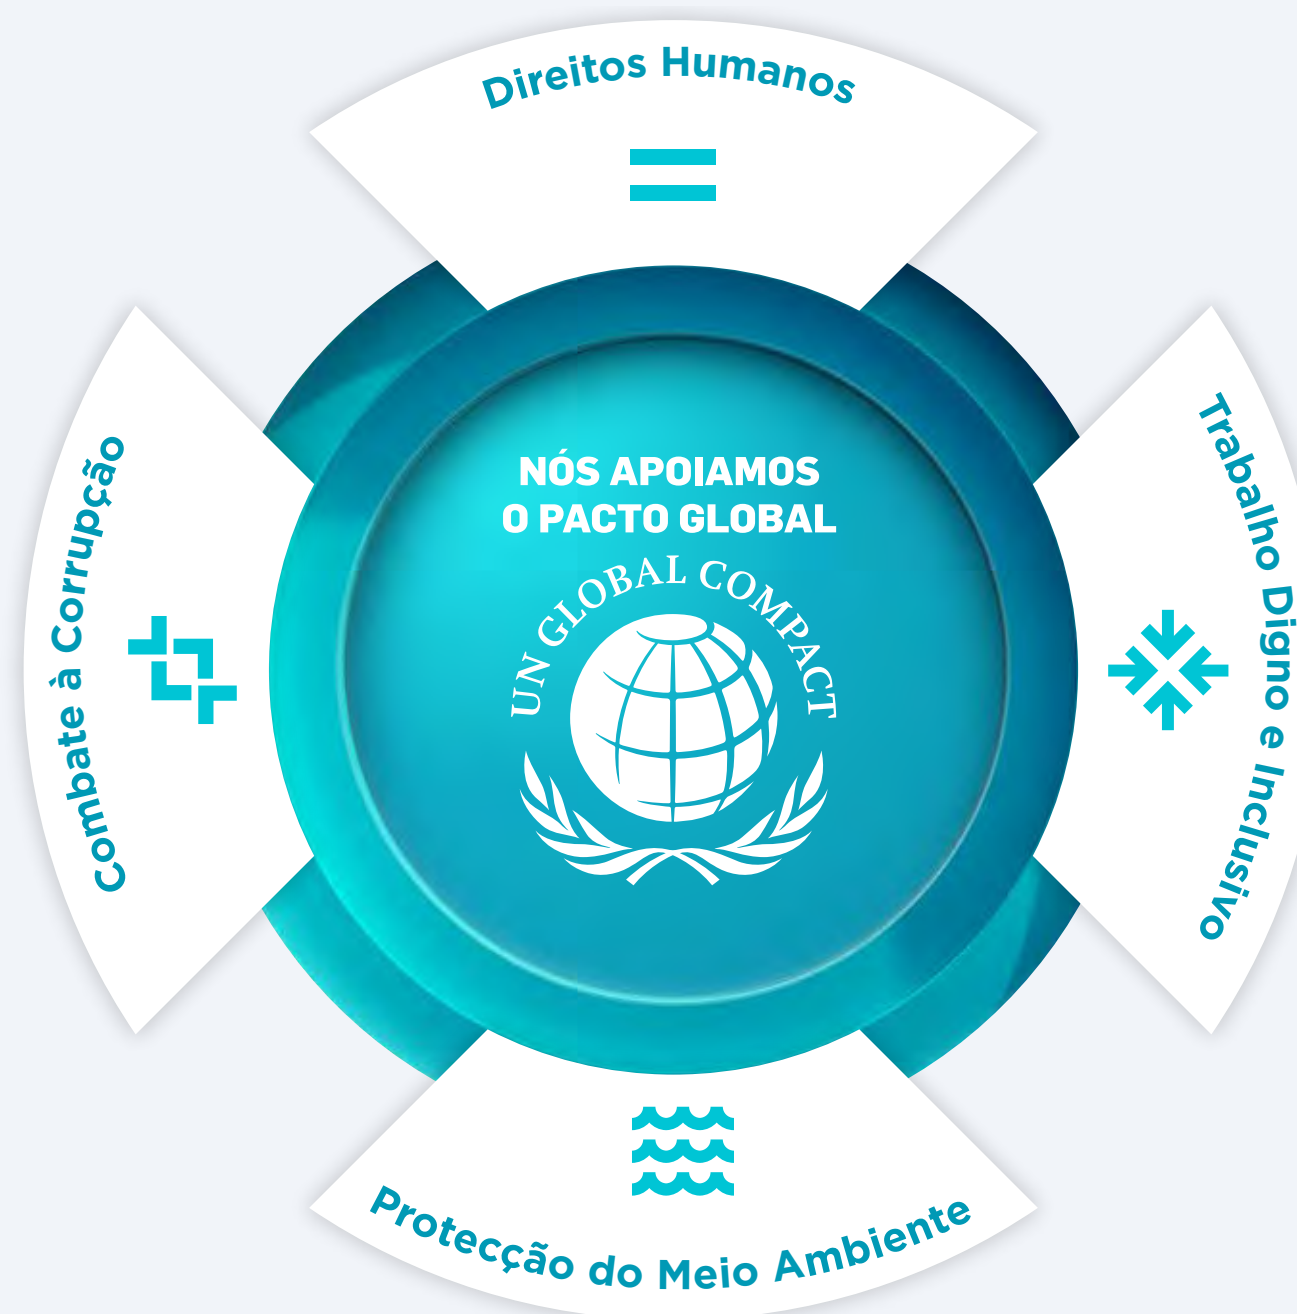 Direitos Humanos
Combate à Corrupção
NÓS APOIAMOS
O PACTO GLOBAL
UN GLOBAL COMPACT
Trabalho Digno e Inclusivo
Protecção do Meio Ambiente